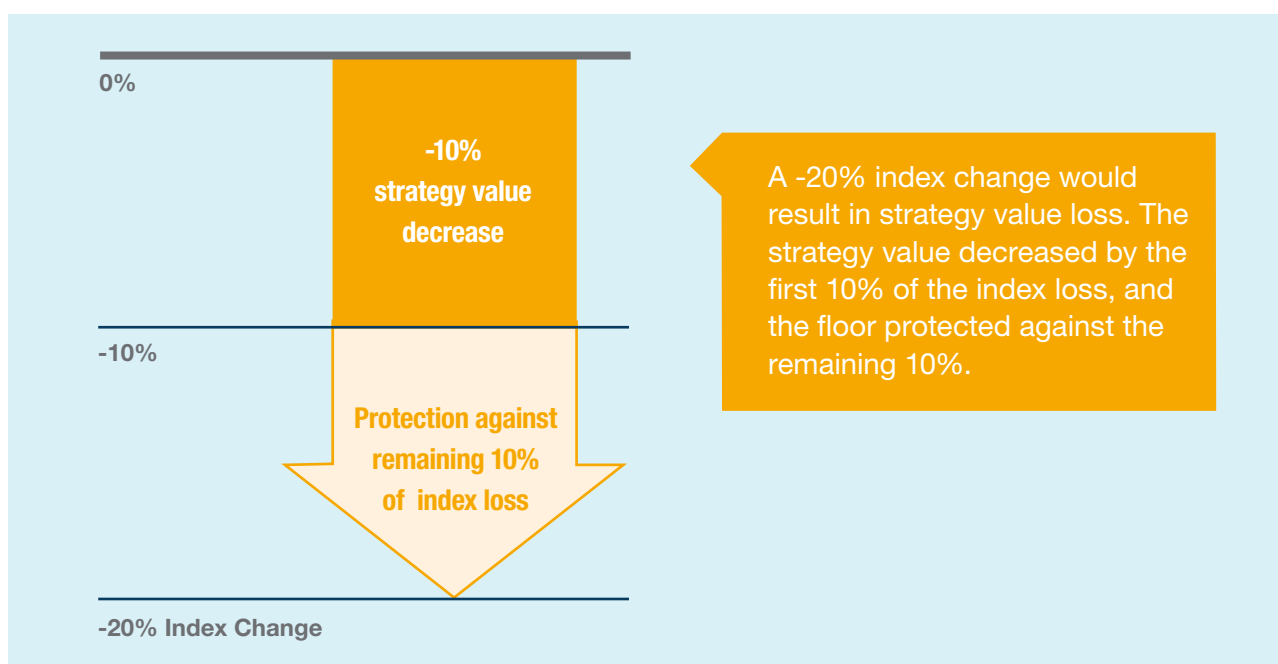 0%
-10%
strategy value
decrease
A -20% index change would
result in strategy value loss. The
strategy value decreased by the
first 10% of the index loss, and
the floor protected against the
remaining 10%.
-10%
Protection against
remaining 10%
of index loss
-20% Index Change